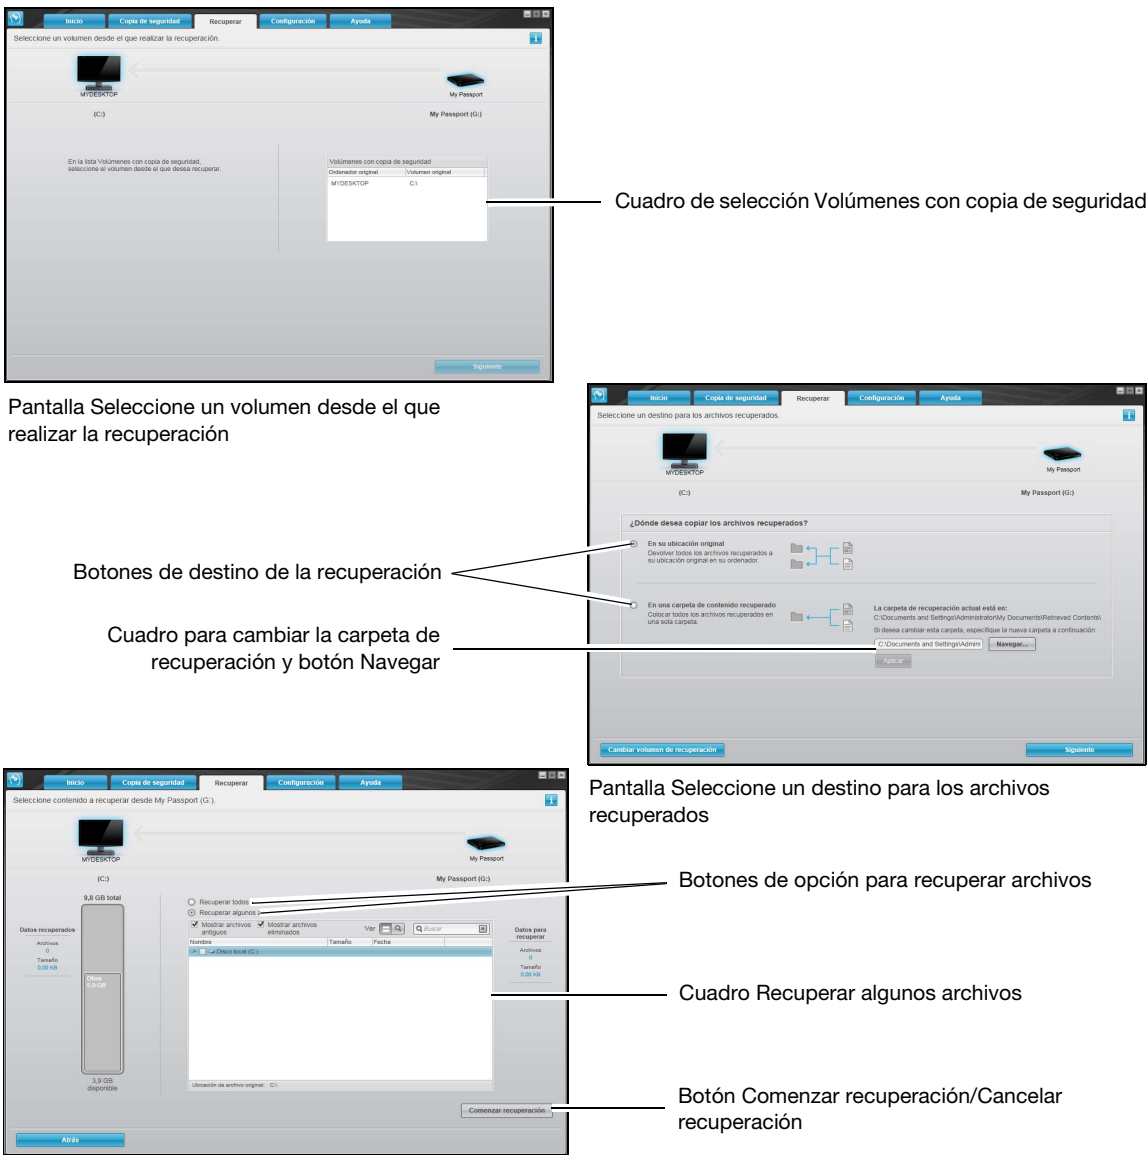 Inicio Copia de seguridad Recuperar Configuración Ayuda
Seleccione un volumen desde el que realizar la recuperación.
MYDESKTOP
My Passport
(C:)
My Passport (G:)
En la lista Volúmenes con copia de seguridad,
seleccione el volumen desde el que desea recuperar.
Volúmenes con copia de seguridad
Ordenador original Volumen original
MYDESKTOP C:\
Siguiente
Cuadro de selección Volúmenes con copia de seguridad
Pantalla Seleccione un volumen desde el que
realizar la recuperación
Inicio Copia de seguridad Recuperar Configuración Ayuda
Seleccione un destino para los archivos recuperados.
MYDESKTOP
My Passport
(C:)
My Passport (G:)
¿Dónde desea copiar los archivos recuperados?
En su ubicación original
Devolver todos los archivos recuperados a
su ubicación original en su ordenador.
En una carpeta de contenido recuperado
Colocar todos los archivos recuperados en
una sola carpeta.
La carpeta de recuperación actual está en:
C:\Documents and Settings\Administrator\My Documents\Retrieved Contents\
Si desea cambiar esta carpeta, especifique la nueva carpeta a continuación:
C:\Documents and Settings\Admini Navegar...
Aplicar
Cambiar volumen de recuperación
Siguiente
Botones de destino de la recuperación
Cuadro para cambiar la carpeta de
recuperación y botón Navegar
Pantalla Seleccione un destino para los archivos
recuperados
Inicio Copia de seguridad Recuperar Configuración Ayuda
Seleccione contenido a recuperar desde My Passport (G:).
MYDESKTOP
My Passport
(C:)
My Passport (G:)
9,8 GB total
Recuperar todos
Recuperar algunos
Mostrar archivos
antiguos
Mostrar archivos
eliminados
Ver
Buscar
Nombre Tamaño Fecha
Disco local (C:)
Datos recuperados
Archivos
0
Tamaño
0,00 KB
Otros
5,9 GB
3,9 GB
disponible
Datos para
recuperar
Archivos
0
Tamaño
0,00 KB
Ubicación de archivo original: C:\
Comenzar recuperación
Atrás
Botones de opción para recuperar archivos
Cuadro Recuperar algunos archivos
Botón Comenzar recuperación/Cancelar
recuperación